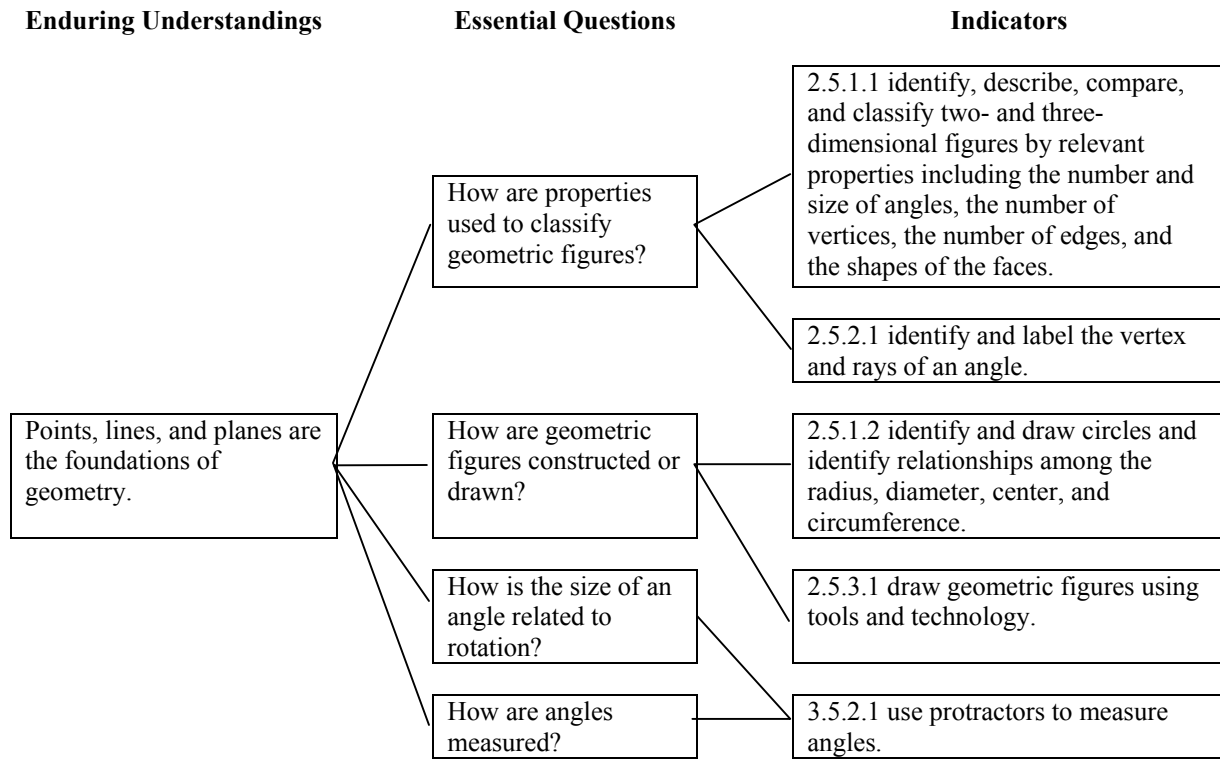 Enduring Understandings
Essential Questions
Indicators
2.5.1.1 identify, describe, compare,
and classify two- and three-
dimensional figures by relevant
properties including the number and
size of angles, the number of
vertices, the number of edges, and
the shapes of the faces.
How are properties
used to classify
geometric figures?
2.5.2.1 identify and label the vertex
and rays of an angle.
Points, lines, and planes are
the foundations of
geometry.
How are geometric
figures constructed or
drawn?
2.5.1.2 identify and draw circles and
identify relationships among the
radius, diameter, center, and
circumference.
How is the size of an
angle related to
rotation?
2.5.3.1 draw geometric figures using
tools and technology.
How are angles
measured?
3.5.2.1 use protractors to measure
angles.